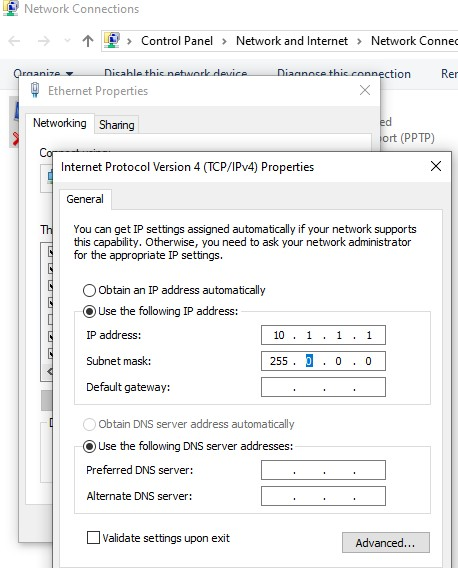 Network Connections
Control Panel Network and Internet Network Connec
Organize Disable this network device Diagnose this connection Rer
Ethernet Properties
Networking Sharing
ed
ort (PPTP)
Internet Protocol Version 4 (TCP/IPv4) Properties
General
You can get IP settings assigned automatically if your network supports
this capability. Otherwise, you need to ask your network administrator
for the appropriate IP settings.
Obtain an IP address automatically
Use the following IP address:
IP address: 10 . 1 . 1 . 1
Subnet mask: 255 . 0 . 0 . 0
Default gateway: . . .
Obtain DNS server address automatically
Use the following DNS server addresses:
Preferred DNS server: . . .
Alternate DNS server: . . .
Validate settings upon exit
Advanced...